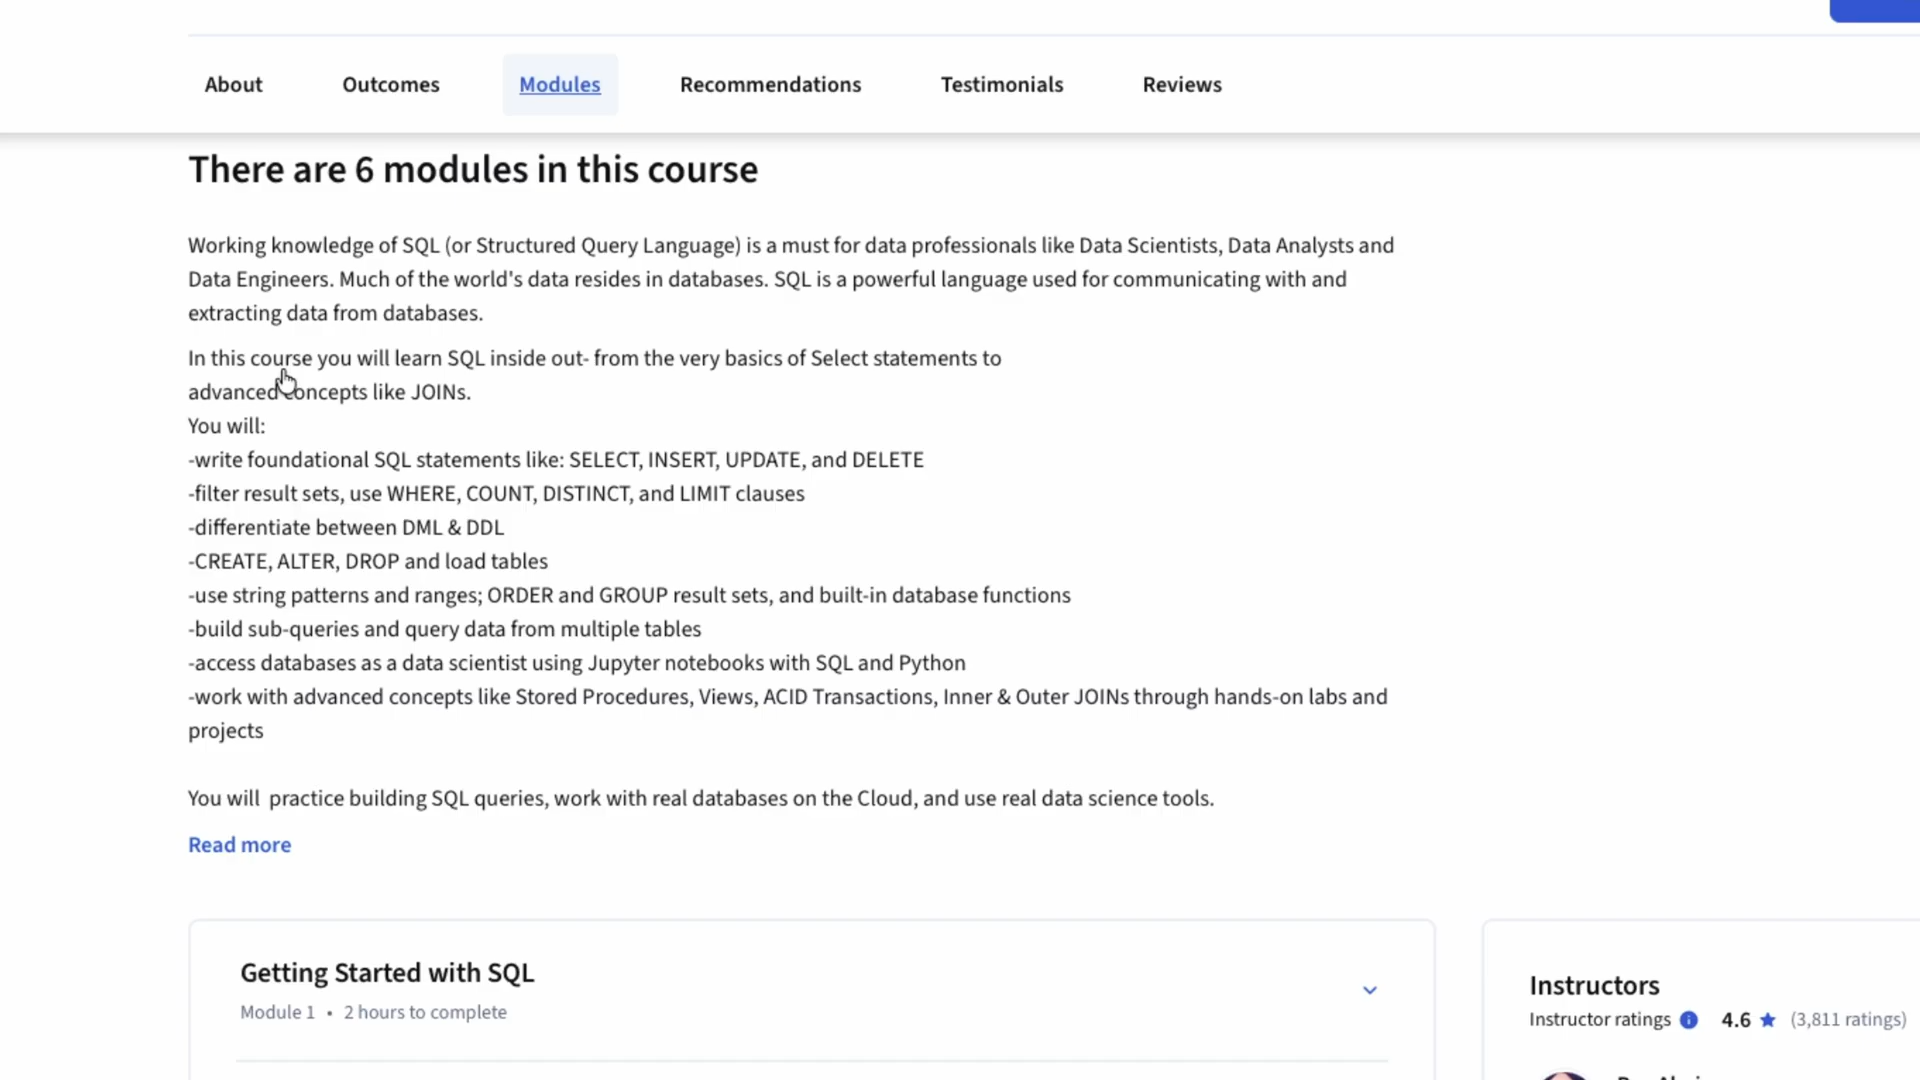 About Outcomes Modules Recommendations Testimonials Reviews
There are 6 modules in this course
Working knowledge of SQL (or Structured Query Language) is a must for data professionals like Data Scientists, Data Analysts and
Data Engineers. Much of the world's data resides in databases. SQL is a powerful language used for communicating with and
extracting data from databases.
In this course you will learn SQL inside out- from the very basics of Select statements to
advanced concepts like JOINs.
You will:
-write foundational SQL statements like: SELECT, INSERT, UPDATE, and DELETE
-filter result sets, use WHERE, COUNT, DISTINCT, and LIMIT clauses
-differentiate between DML & DDL
-CREATE, ALTER, DROP and load tables
-use string patterns and ranges; ORDER and GROUP result sets, and built-in database functions
-build sub-queries and query data from multiple tables
-access databases as a data scientist using Jupyter notebooks with SQL and Python
-work with advanced concepts like Stored Procedures, Views, ACID Transactions, Inner & Outer JOINs through hands-on labs and
projects
You will practice building SQL queries, work with real databases on the Cloud, and use real data science tools.
Read more
Getting Started with SQL
Module 1 • 2 hours to complete
Instructors
Instructor ratings 4.6 (3,811 ratings)